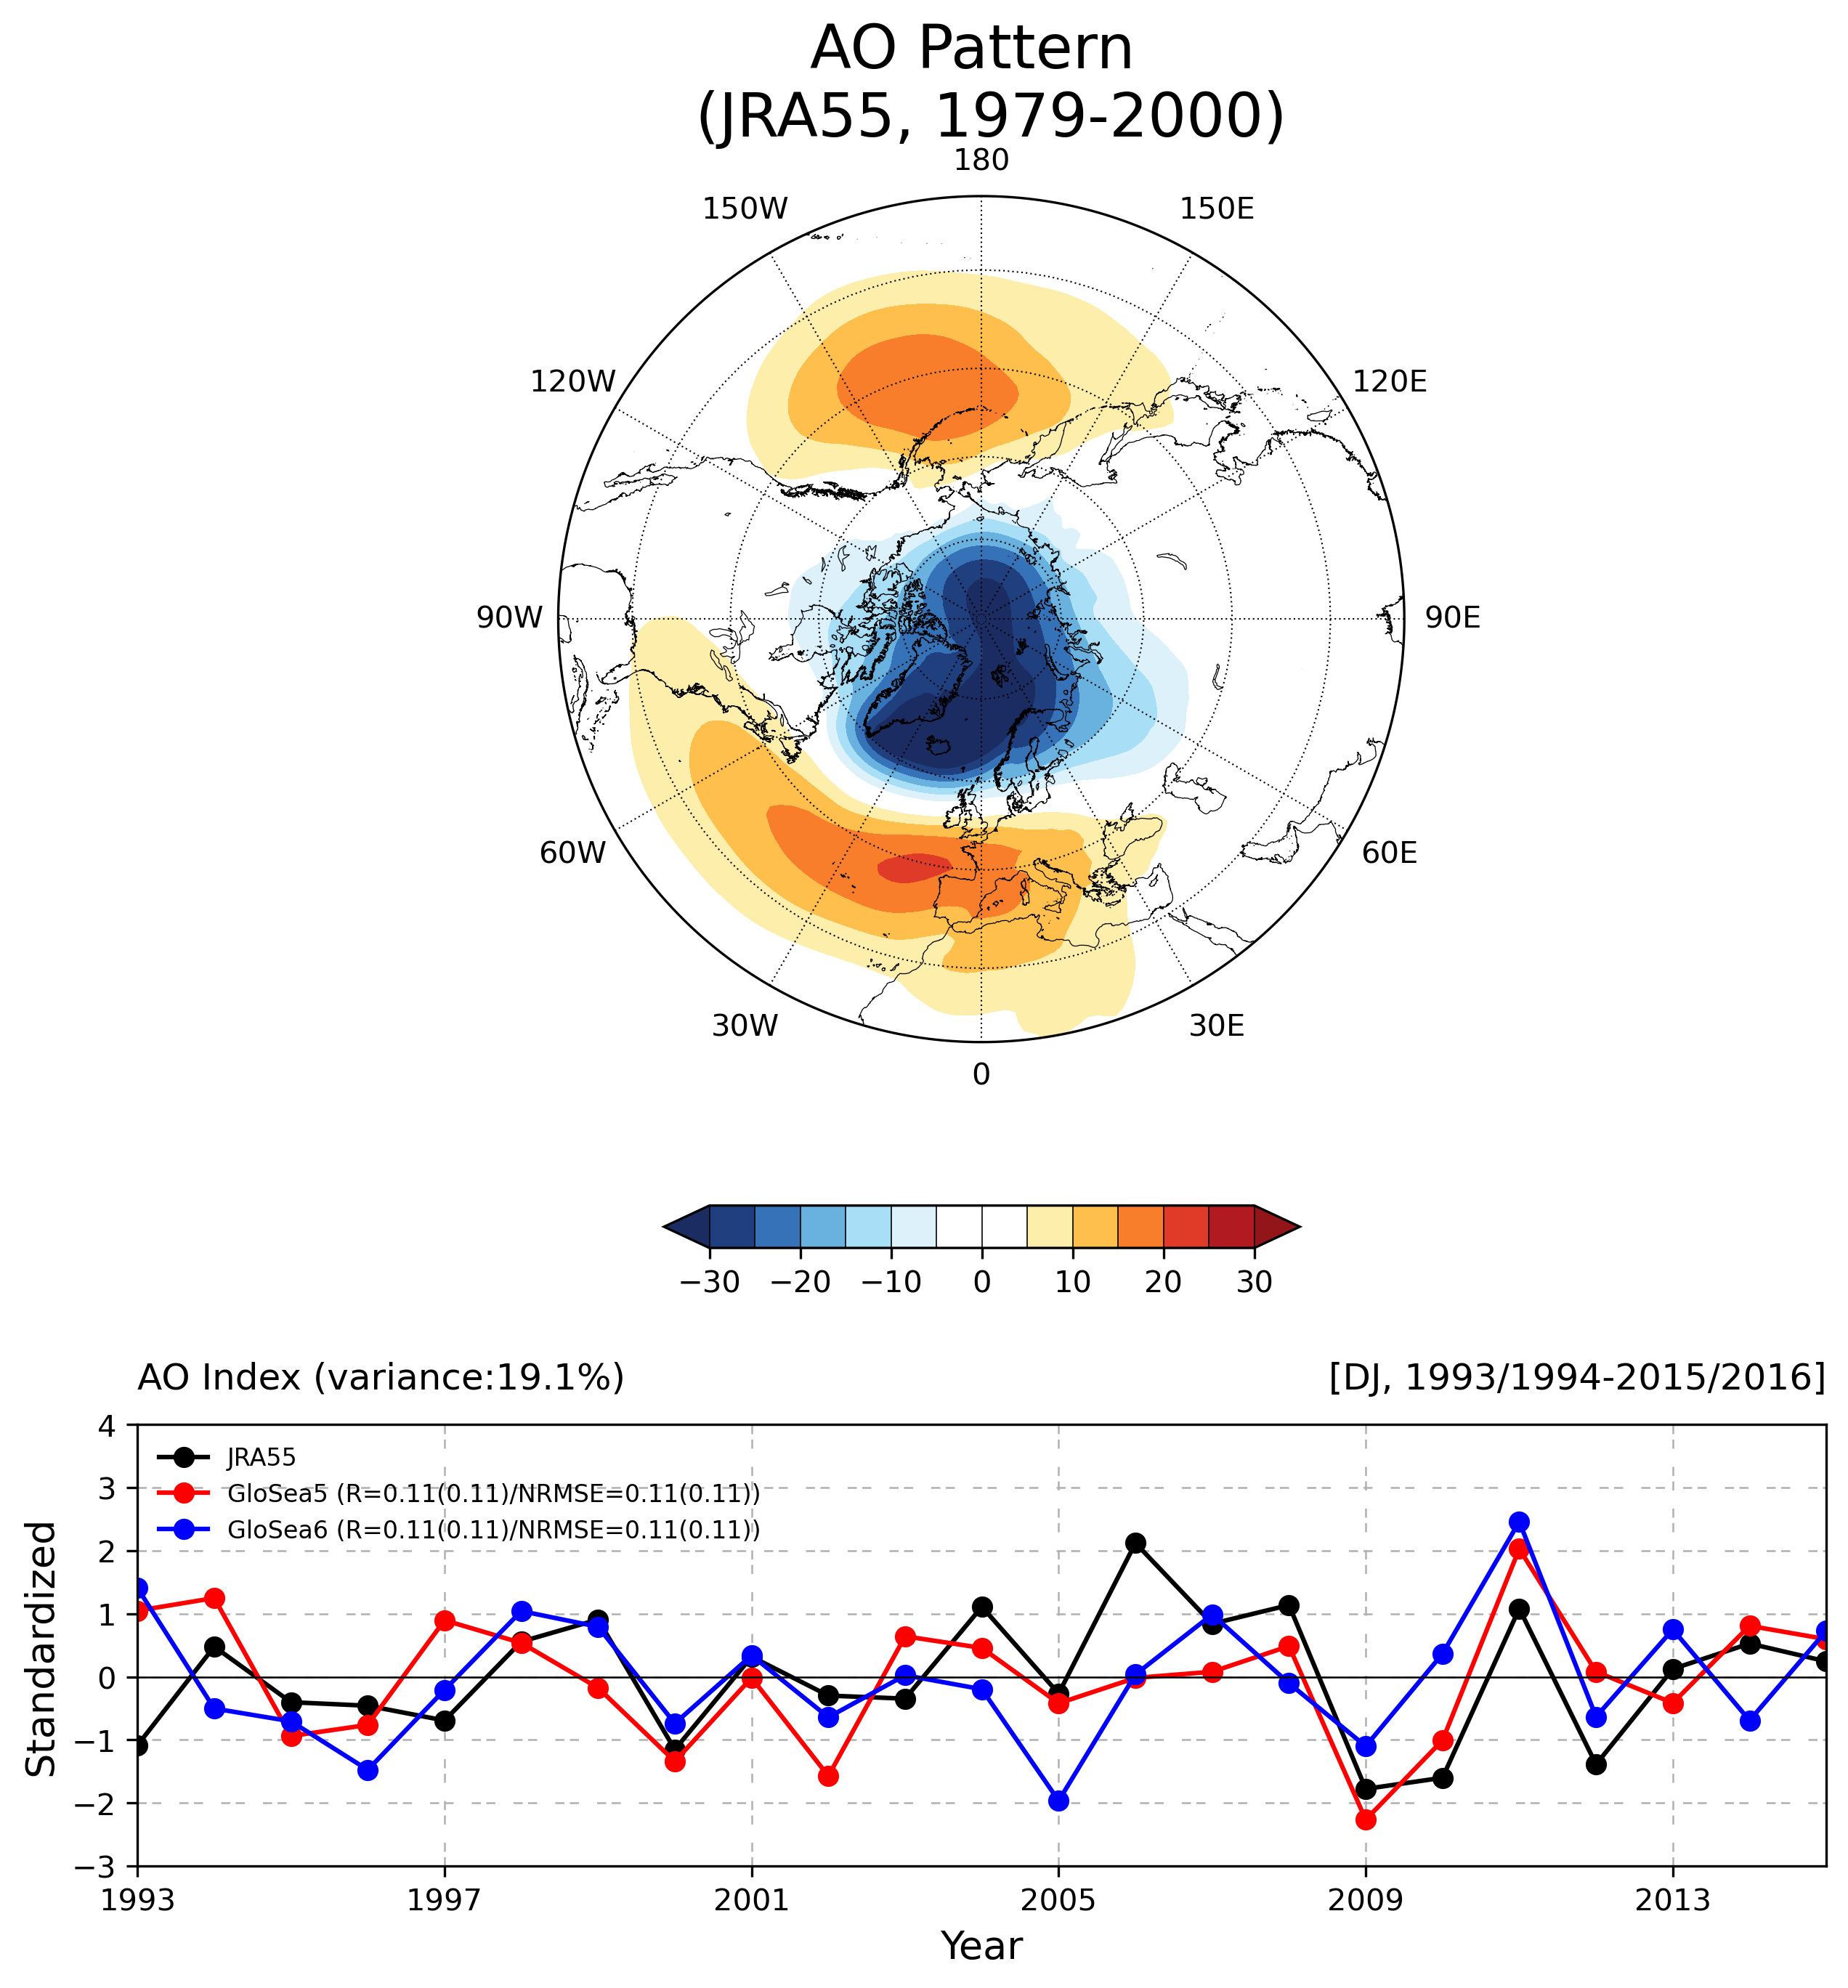 AO Pattern
(JRA55, 1979-2000)
180
150W 150E
120W 120E
90W 90E
60W 60E
30W 30E
0
−30 −20 −10 0 10 20 30
AO Index (variance:19.1%) [DJ, 1993/1994-2015/2016]
4
3
2
1
0
−1
−2
−3
Standardized
JRA55
GloSea5 (R=0.11(0.11)/NRMSE=0.11(0.11))
GloSea6 (R=0.11(0.11)/NRMSE=0.11(0.11))
1993 1997 2001 2005 2009 2013
Year